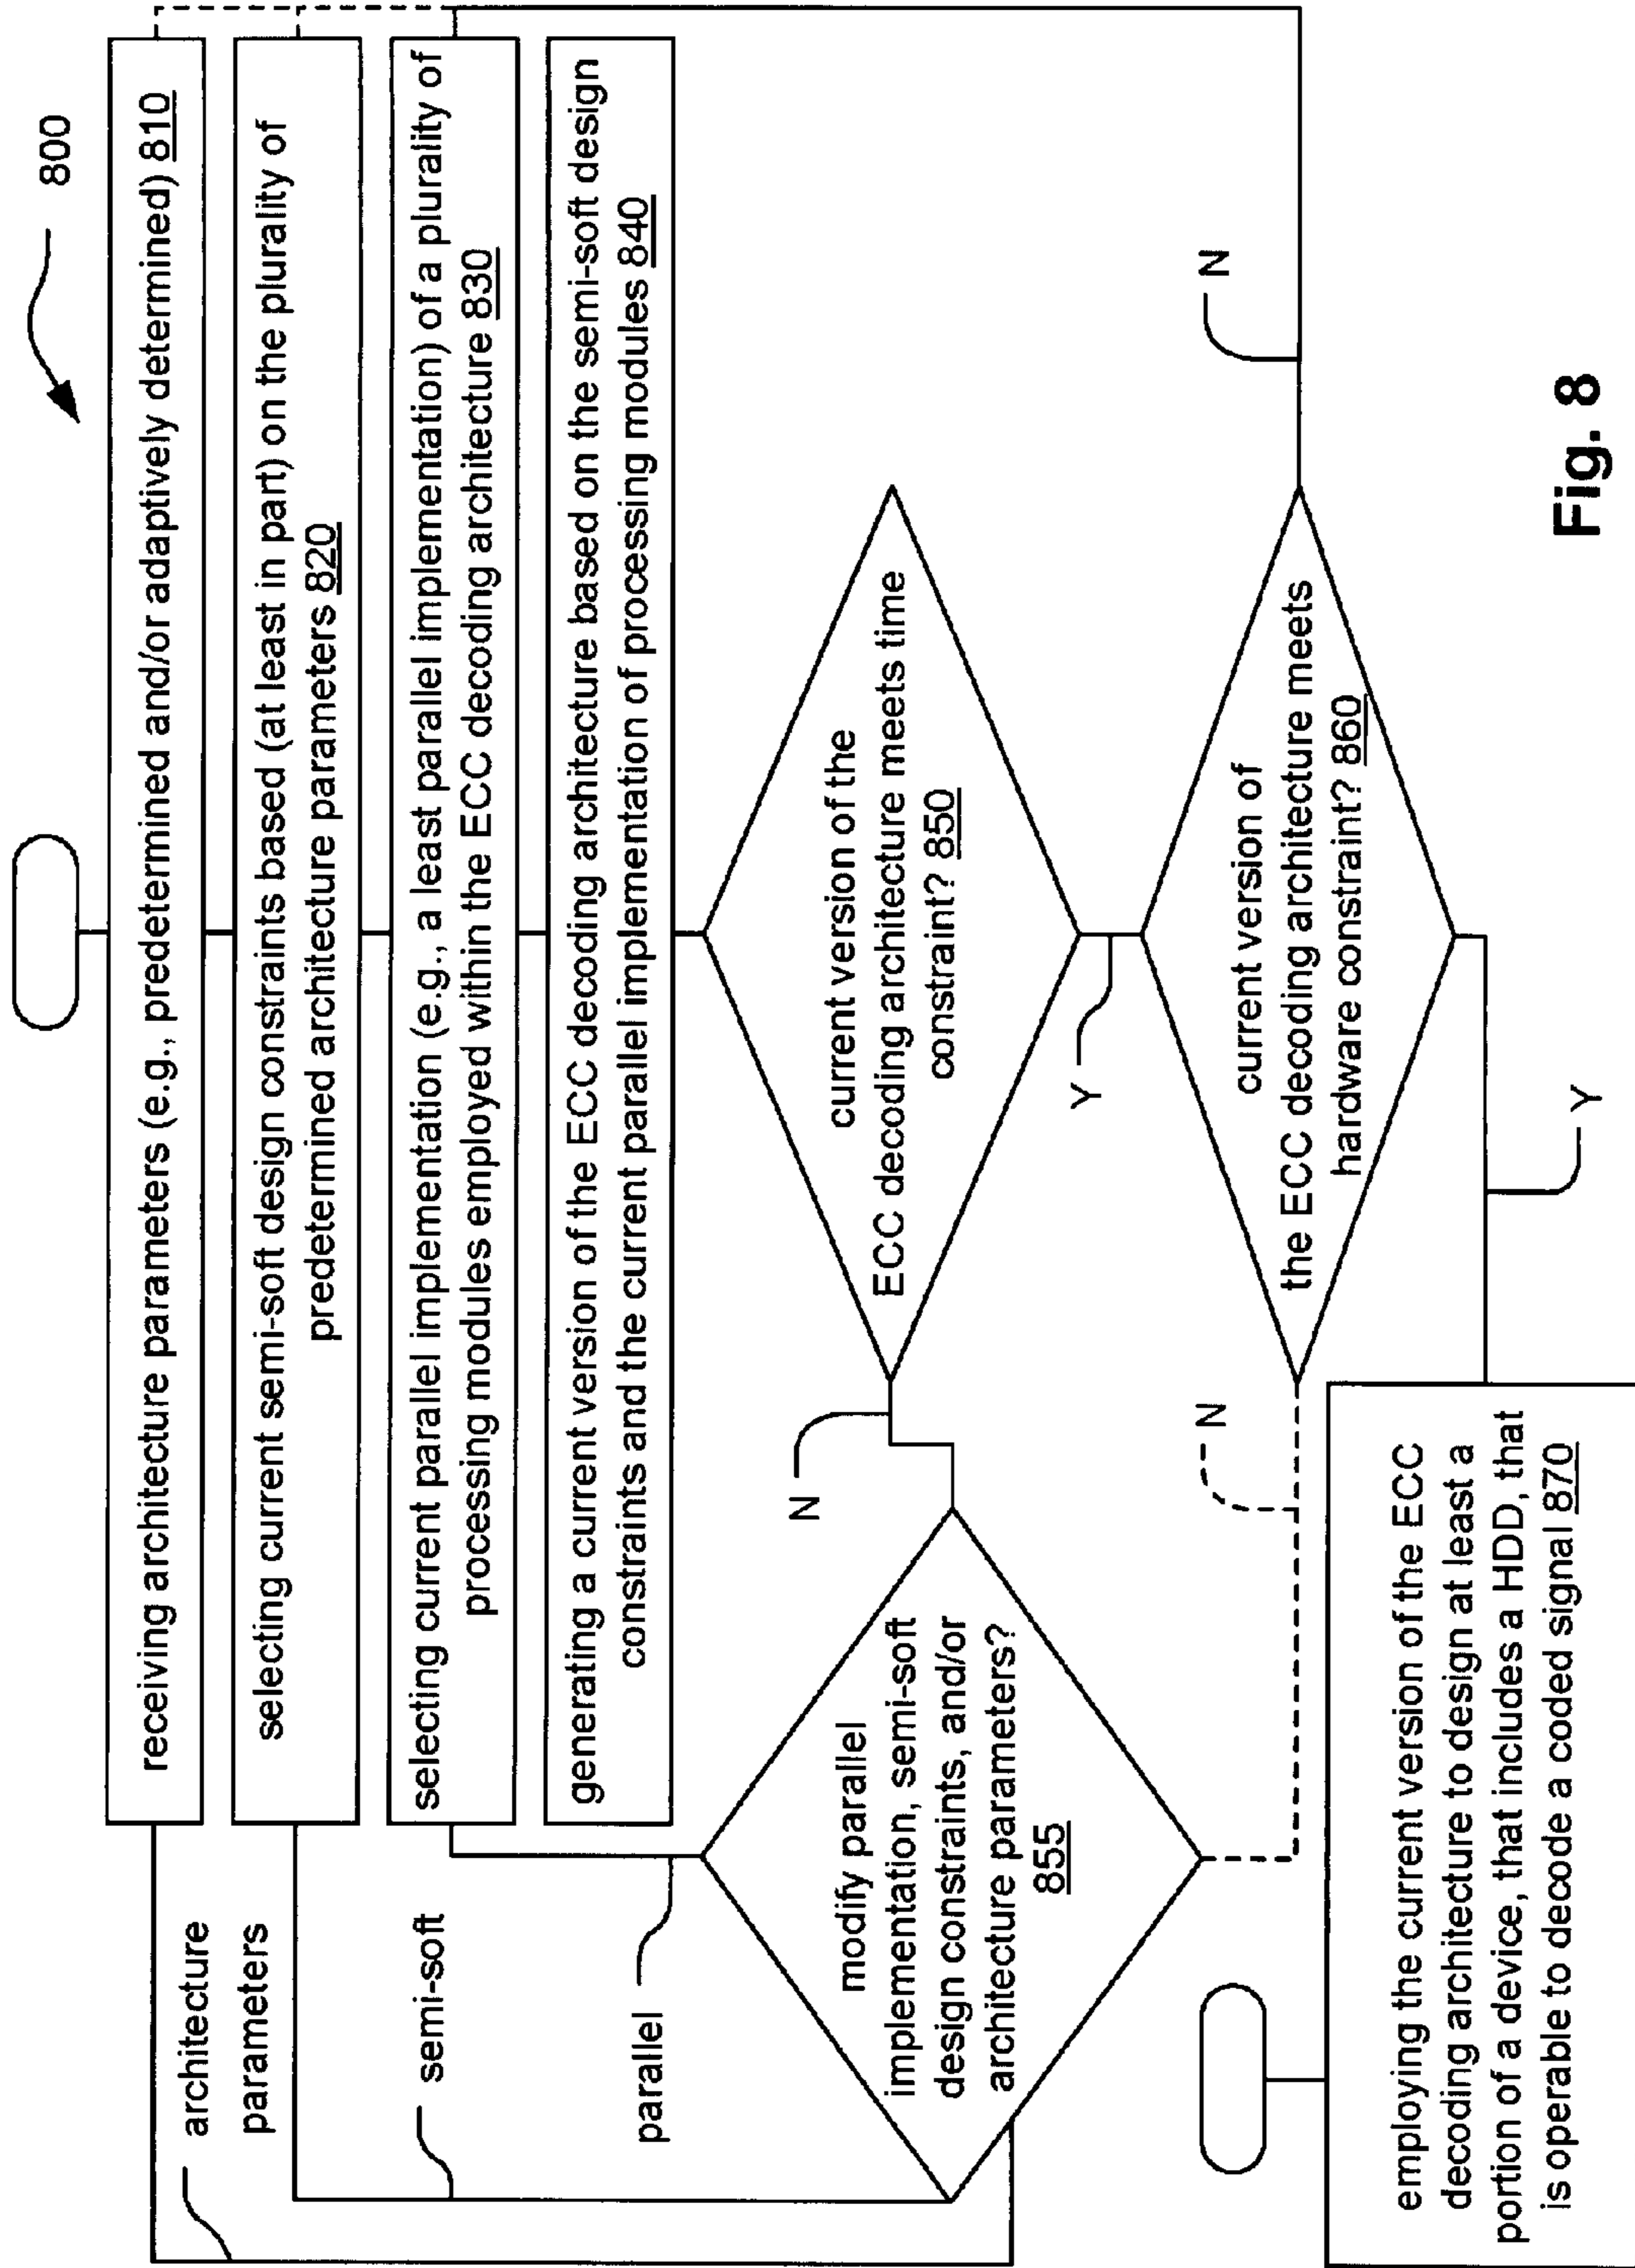 800
receiving architecture parameters (e.g., predetermined and/or adaptively determined) 810
selecting current semi-soft design constraints based (at least in part) on the plurality of
predetermined architecture parameters 820
selecting current parallel implementation (e.g., a least parallel implementation) of a plurality of
processing modules employed within the ECC decoding architecture 830
generating a current version of the ECC decoding architecture based on the semi-soft design
constraints and the current parallel implementation of processing modules 840
architecture
parameters
semi-soft
parallel
modify parallel
implementation, semi-soft
design constraints, and/or
architecture parameters?
855
N
current version of the
ECC decoding architecture meets time
constraint? 850
Y
N
current version of
the ECC decoding architecture meets
hardware constraint? 860
N
Y
employing the current version of the ECC
decoding architecture to design at least a
portion of a device, that includes a HDD, that
is operable to decode a coded signal 870
Fig. 8